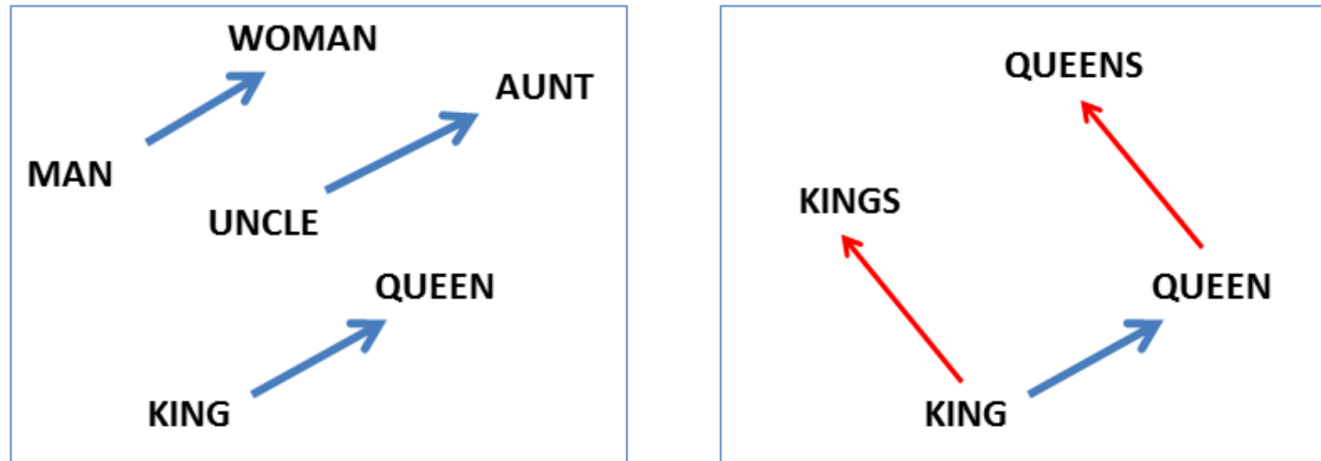 WOMAN
AUNT
MAN
UNCLE
QUEEN
KING
QUEENS
KINGS
QUEEN
KING